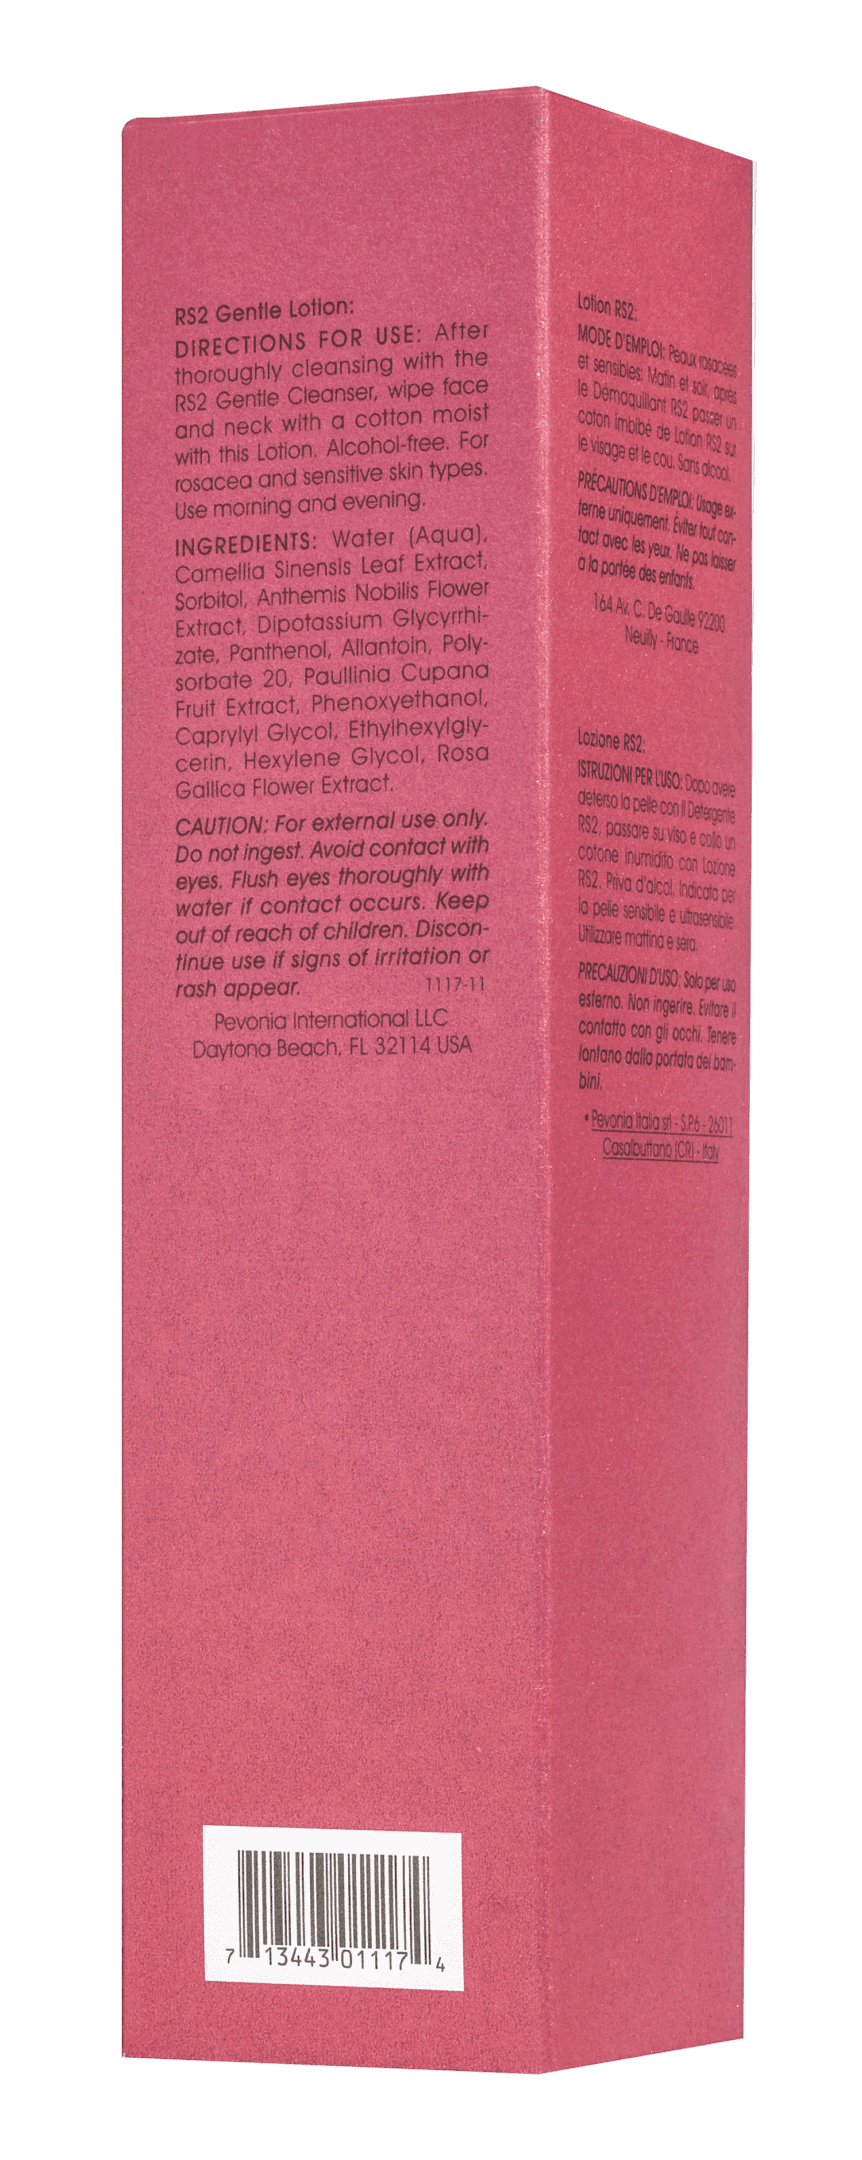 RS2 Gentle Lotion:
DIRECTIONS FOR USE: After
thoroughly cleansing with the
RS2 Gentle Cleanser, wipe face
and neck with a cotton moist
with this Lotion. Alcohol-free. For
rosacea and sensitive skin types.
Use morning and evening.
INGREDIENTS: Water (Aqua),
Camellia Sinensis Leaf Extract,
Sorbitol, Anthemis Nobilis Flower
Extract, Dipotassium Glycyrrhi-
zate, Panthenol, Allantoin, Poly-
sorbate 20, Paullinia Cupana
Fruit Extract, Phenoxyethanol,
Caprylyl Glycol, Ethylhexylgly-
cerin, Hexylene Glycol, Rosa
Gallica Flower Extract.
CAUTION: For external use only.
Do not ingest. Avoid contact with
eyes. Flush eyes thoroughly with
water if contact occurs. Keep
out of reach of children. Discon-
tinue use if signs of irritation or
rash appear. 1117-11
Pevonia International LLC
Daytona Beach, FL 32114 USA
7 13443 01117 4
Lotion RS2:
MODE D'EMPLOI: Peaux rosacées
et sensibles: Matin et soir, après
le Démaquillant RS2 passer un
coton imbibé de Lotion RS2 sur
le visage et le cou. Sans alcool.
PRÉCAUTIONS D'EMPLOI: Usage ex-
terne uniquement. Éviter tout con-
tact avec les yeux. Ne pas laisser
à la portée des enfants.
164 Av. C. De Gaulle 92200
Neuilly - France
Lozione RS2:
ISTRUZIONI PER L'USO: Dopo avere
deterso la pelle con il Detergente
RS2, passare su viso e collo un
cotone inumidito con Lozione
RS2. Priva d'alcol. Indicata per
la pelle sensibile e ultrasensibile.
Utilizzare mattina e sera.
PRECAUZIONI D'USO: Solo per uso
esterno. Non ingerire. Evitare il
contatto con gli occhi. Tenere
lontano dalla portata dei bam-
bini.
• Pevonia Italia srl - S.P.6 - 26011
Casalbuttano (CR) - Italy